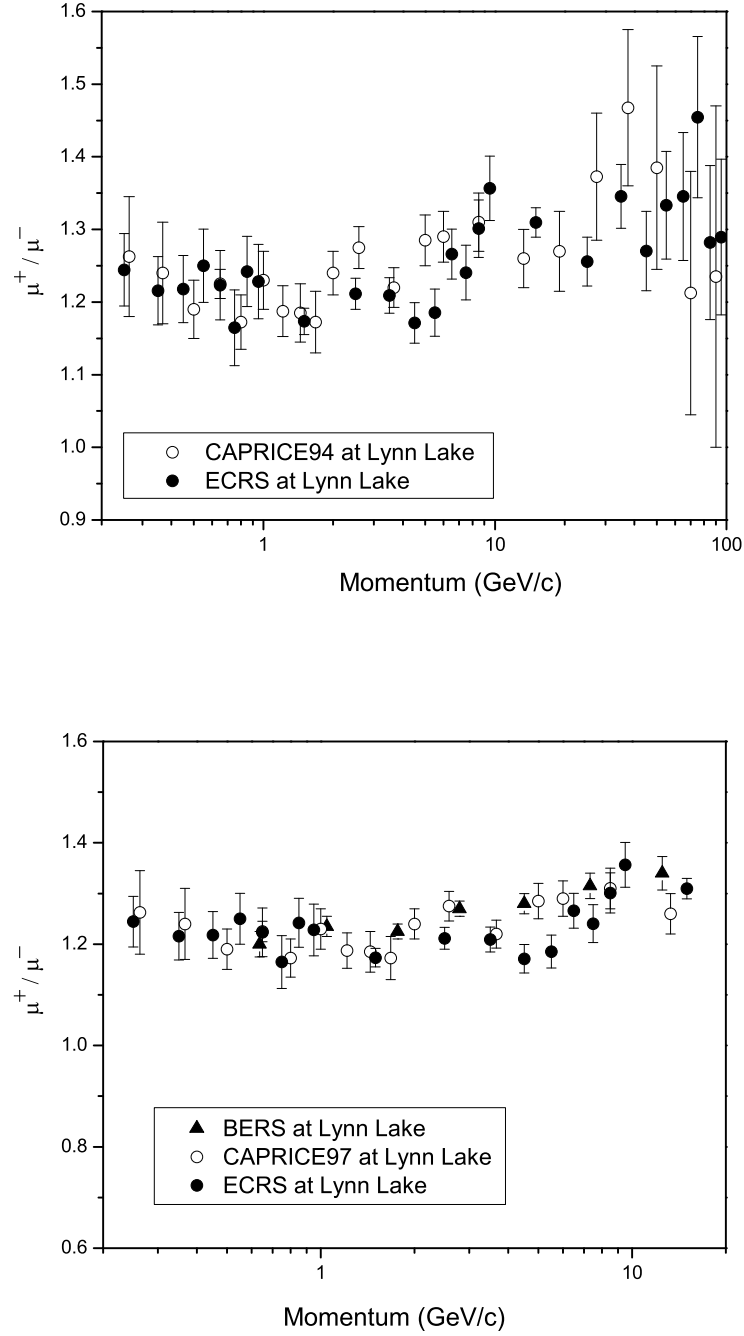 1.6
1.5
1.4
1.3
1.2
1.1
1.0
0.9
μ+ / μ−
CAPRICE94 at Lynn Lake
ECRS at Lynn Lake
1 10 100
Momentum (GeV/c)
1.6
1.4
1.2
1.0
0.8
0.6
μ+ / μ−
BERS at Lynn Lake
CAPRICE97 at Lynn Lake
ECRS at Lynn Lake
1 10
Momentum (GeV/c)